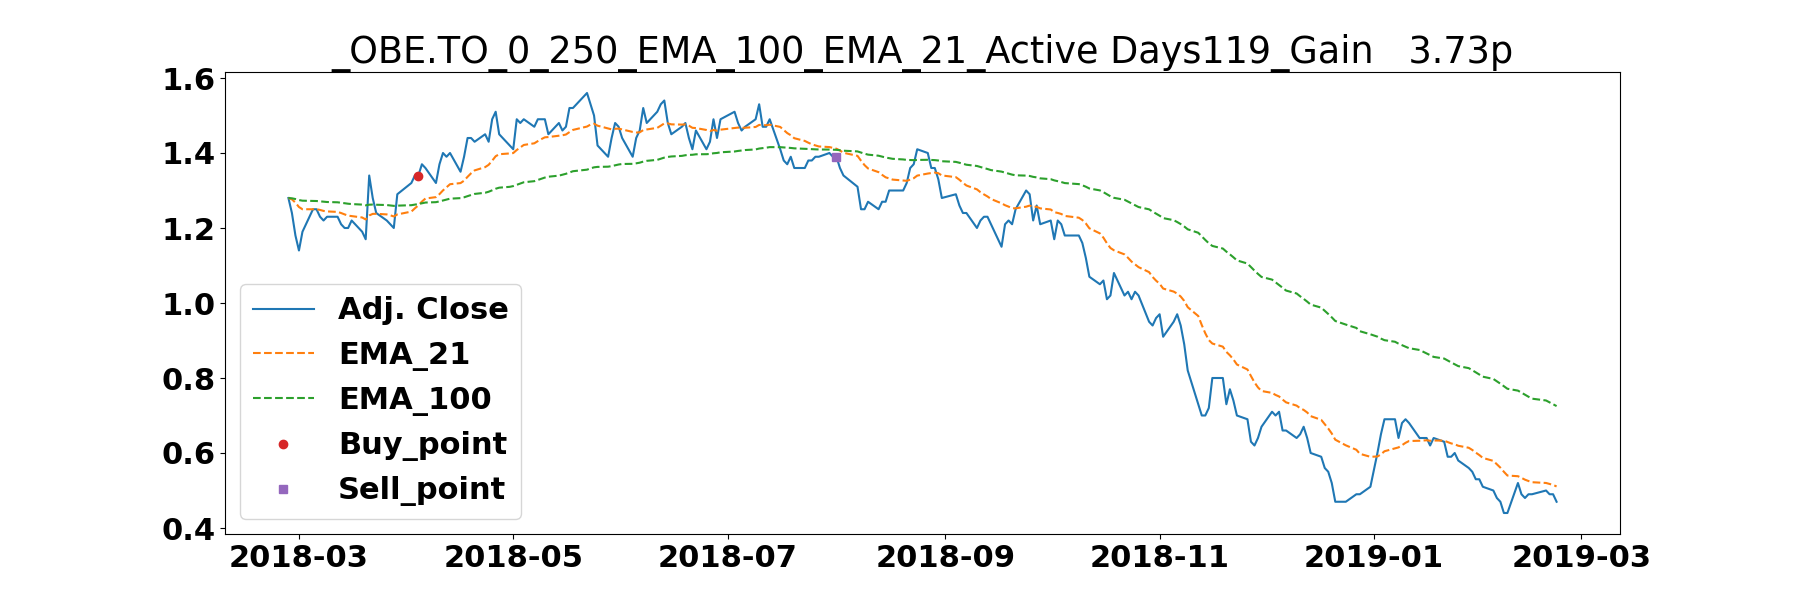 _OBE.TO_0_250_EMA_100_EMA_21_Active Days119_Gain   3.73p
1.6
1.4
1.2
1.0
0.8
0.6
0.4
Adj. Close
EMA_21
EMA_100
Buy_point
Sell_point
2018-03 2018-05 2018-07 2018-09 2018-11 2019-01 2019-03